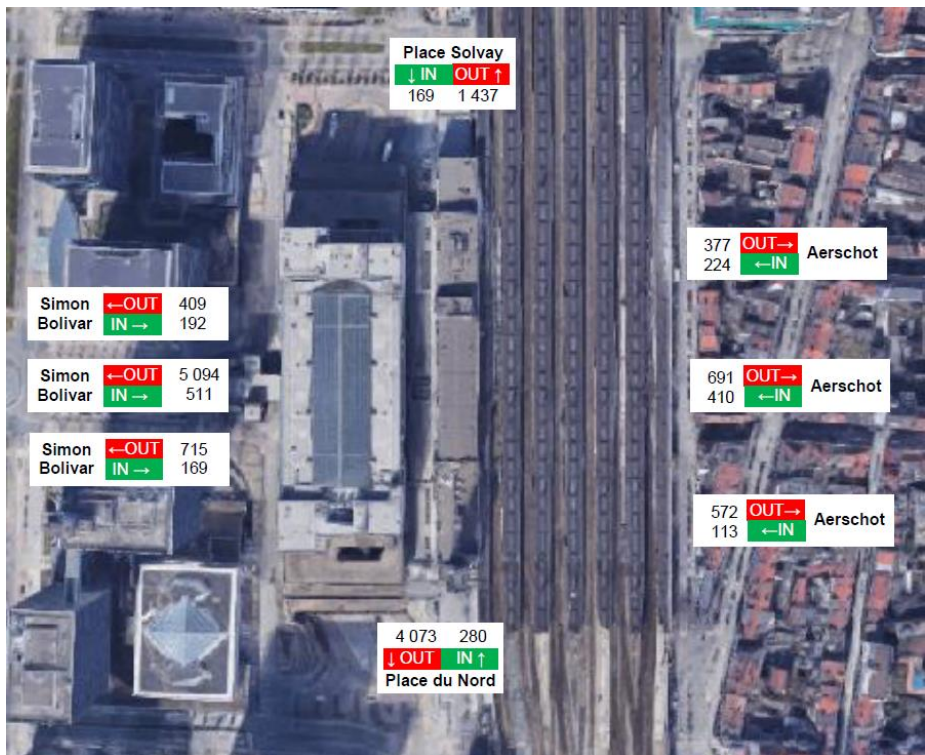 Place Solvay
↓ IN OUT ↑
169 1 437
377 OUT→ Aerschot
224 ←IN
Simon ←OUT 409
Bolivar IN → 192
Simon ←OUT 5 094
Bolivar IN → 511
691 OUT→ Aerschot
410 ←IN
Simon ←OUT 715
Bolivar IN → 169
572 OUT→ Aerschot
113 ←IN
4 073 280
↓ OUT IN ↑
Place du Nord